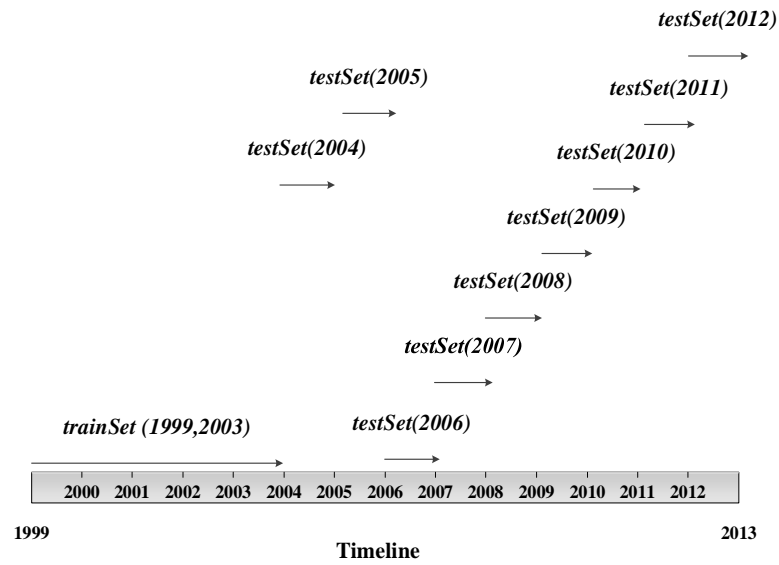 testSet(2012)
testSet(2005)
testSet(2011)
testSet(2004)
testSet(2010)
testSet(2009)
testSet(2008)
testSet(2007)
trainSet (1999,2003)
testSet(2006)
2000 2001 2002 2003 2004 2005 2006 2007 2008 2009 2010 2011 2012
1999 2013
Timeline